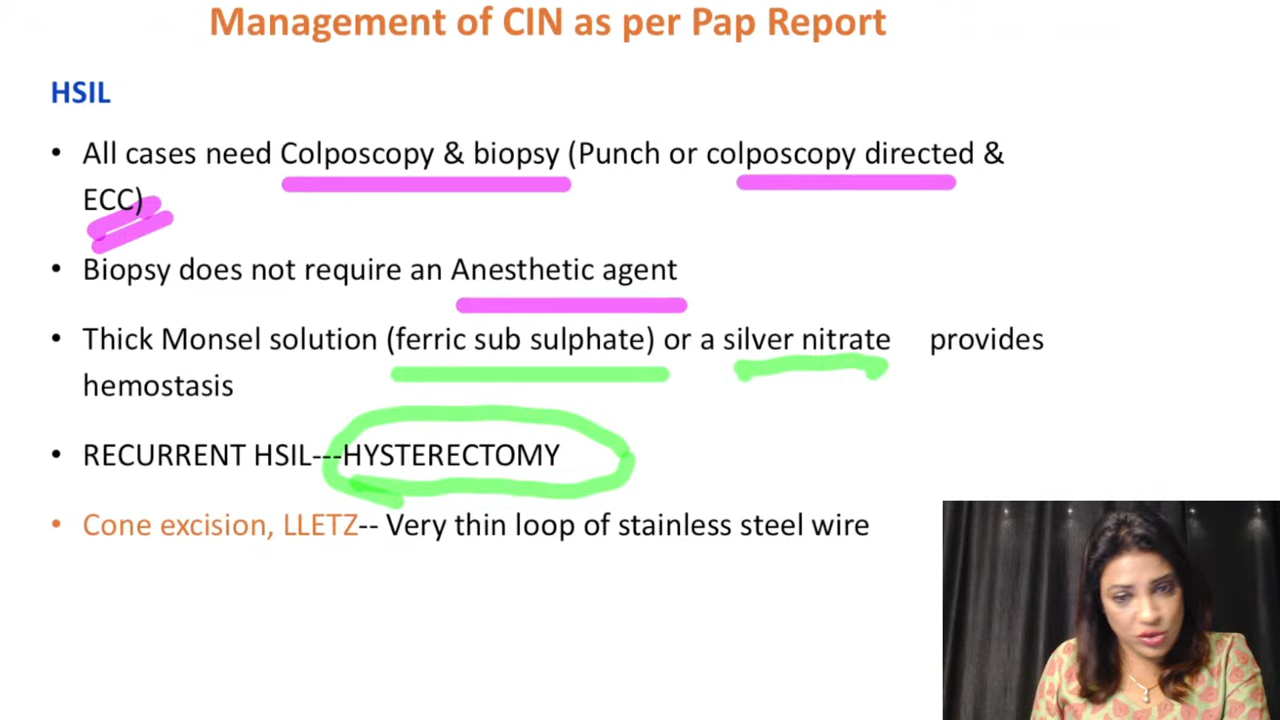 Management of CIN as per Pap Report
HSIL
• All cases need Colposcopy & biopsy (Punch or colposcopy directed &
ECC)
• Biopsy does not require an Anesthetic agent
• Thick Monsel solution (ferric sub sulphate) or a silver nitrate provides
hemostasis
• RECURRENT HSIL---HYSTERECTOMY
• Cone excision, LLETZ-- Very thin loop of stainless steel wire